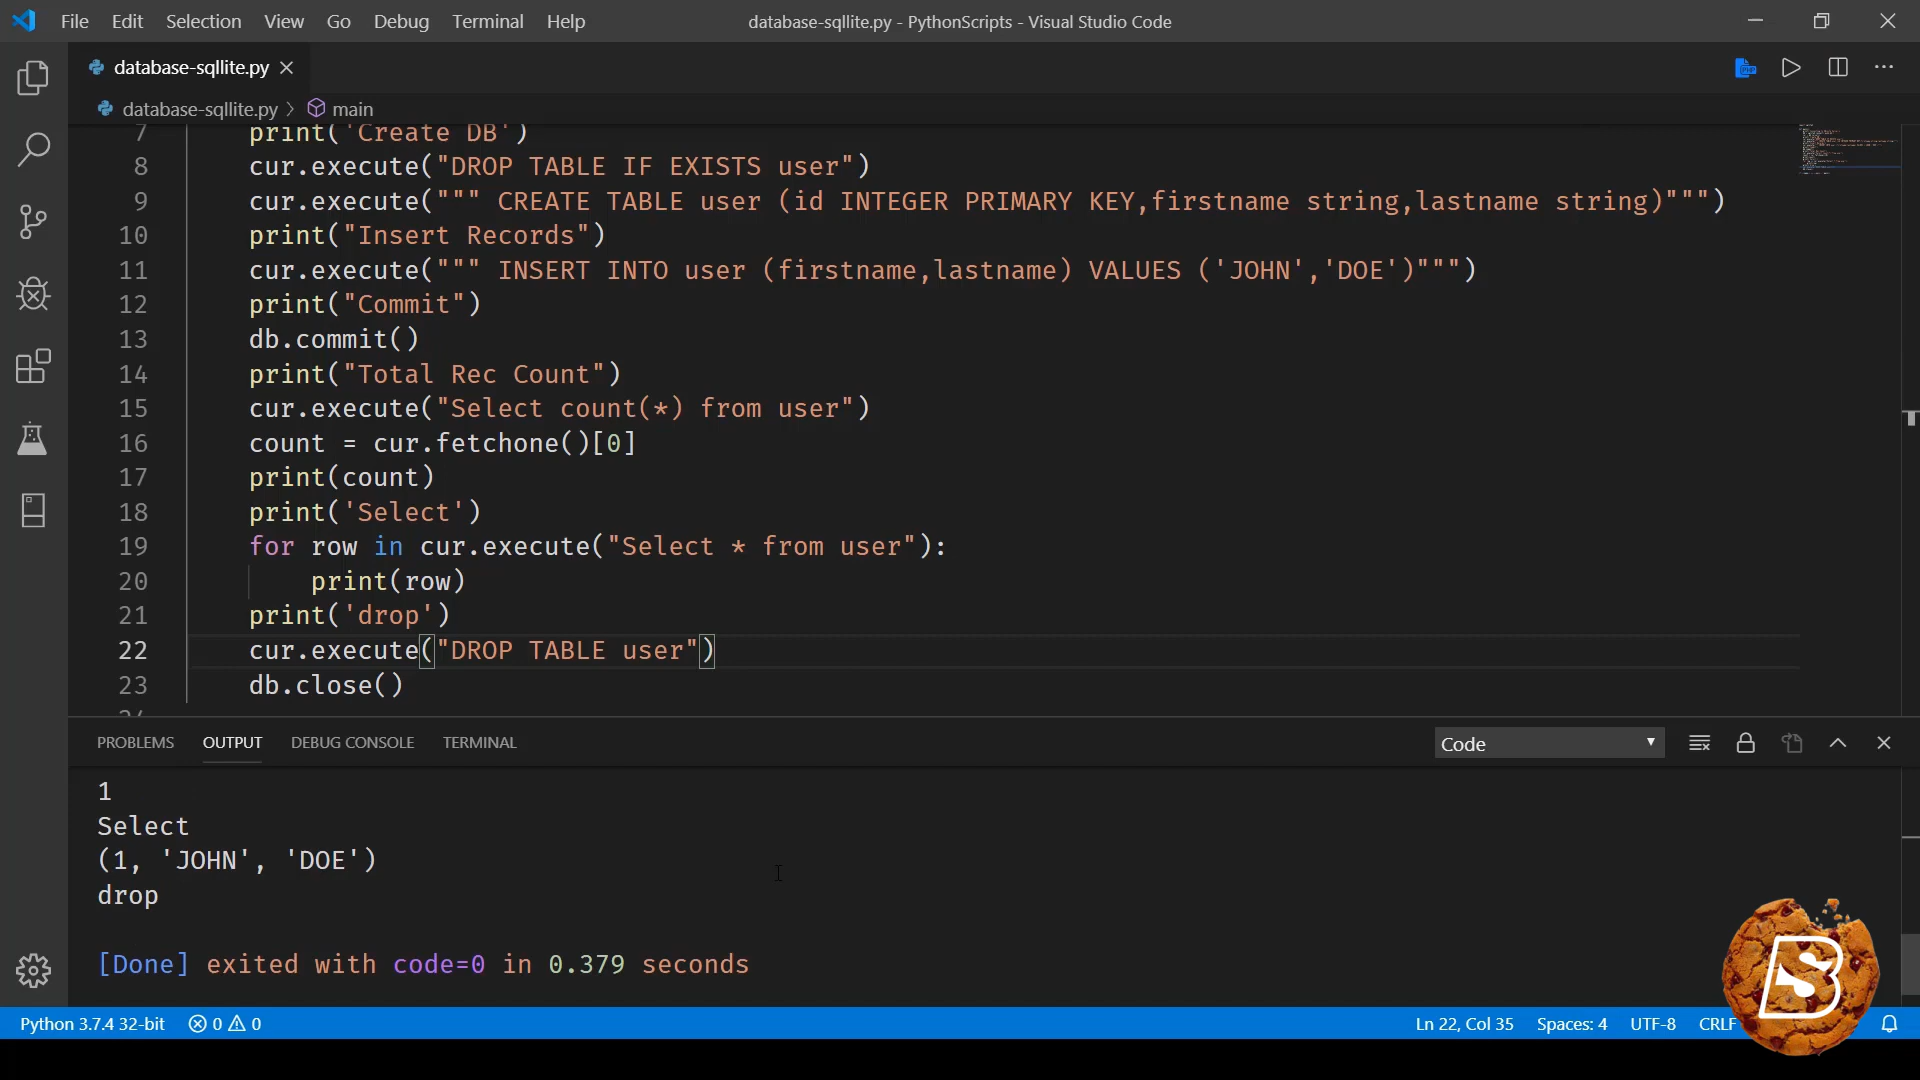 File Edit Selection View Go Debug Terminal Help database-sqllite.py - PythonScripts - Visual Studio Code
database-sqllite.py
database-sqllite.py > main
7 print('Create DB')
8 cur.execute("DROP TABLE IF EXISTS user")
9 cur.execute(""" CREATE TABLE user (id INTEGER PRIMARY KEY,firstname string,lastname string)""")
10 print("Insert Records")
11 cur.execute(""" INSERT INTO user (firstname,lastname) VALUES ('JOHN','DOE')""")
12 print("Commit")
13 db.commit()
14 print("Total Rec Count")
15 cur.execute("Select count(*) from user")
16 count = cur.fetchone()[0]
17 print(count)
18 print('Select')
19 for row in cur.execute("Select * from user"):
20 print(row)
21 print('drop')
22 cur.execute("DROP TABLE user")
23 db.close()
PROBLEMS OUTPUT DEBUG CONSOLE TERMINAL Code
1
Select
(1, 'JOHN', 'DOE')
drop
[Done] exited with code=0 in 0.379 seconds
Python 3.7.4 32-bit 0 0 Ln 22, Col 35 Spaces: 4 UTF-8 CRLF